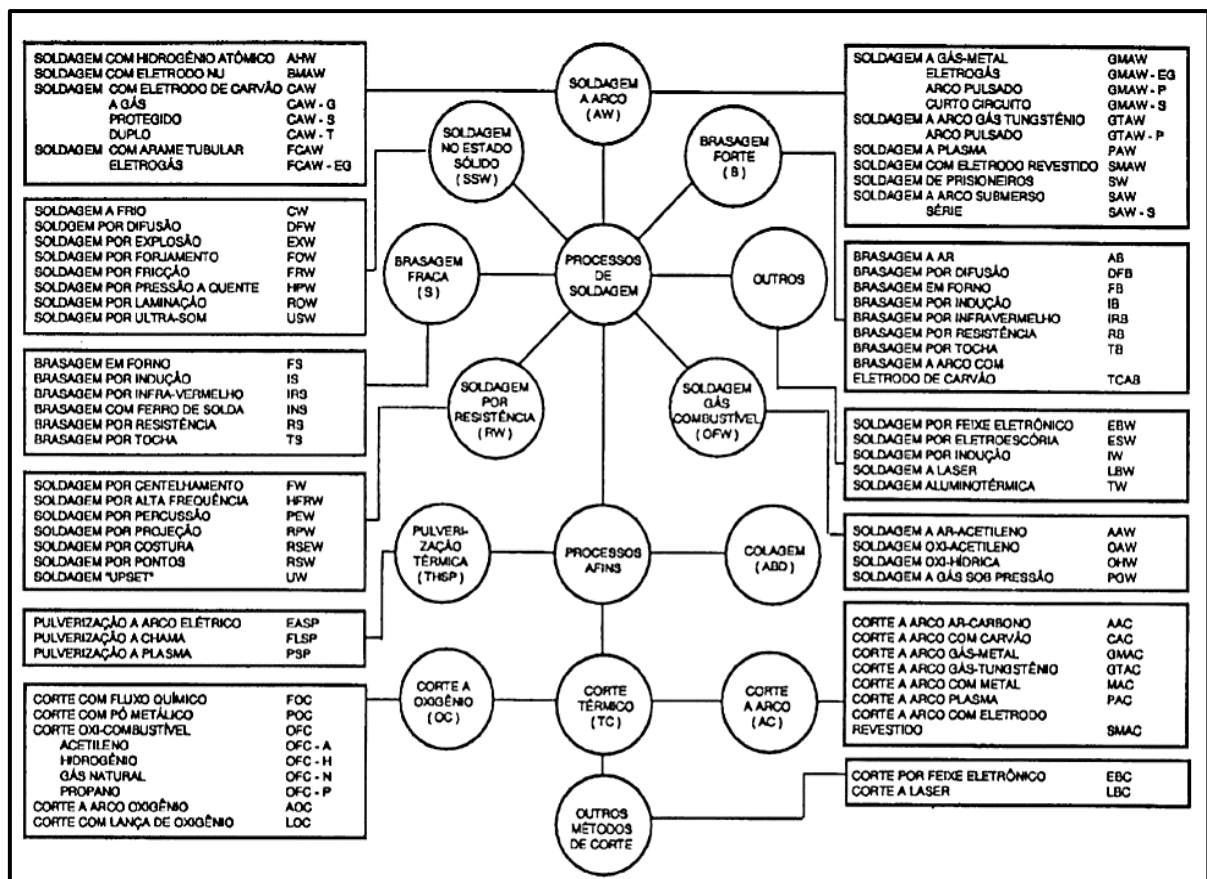 SOLDAGEM COM HIDROGÊNIO ATÔMICO AHW
SOLDAGEM COM ELETRODO NU BMAW
SOLDAGEM COM ELETRODO DE CARVÃO CAW
A GÁS CAW - G
PROTEGIDO CAW - S
DUPLO CAW - T
SOLDAGEM COM ARAME TUBULAR FCAW
ELETROGÁS FCAW - EG
SOLDAGEM A FRIO CW
SOLDGEM POR DIFUSÃO DFW
SOLDAGEM POR EXPLOSÃO EXW
SOLDAGEM POR FORJAMENTO FOW
SOLDAGEM POR FRICÇÃO FRW
SOLDAGEM POR PRESSÃO A QUENTE HPW
SOLDAGEM POR LAMINAÇÃO ROW
SOLDAGEM POR ULTRA-SOM USW
BRASAGEM EM FORNO FS
BRASAGEM POR INDUÇÃO IS
BRASAGEM POR INFRA-VERMELHO IRS
BRASAGEM COM FERRO DE SOLDA INS
BRASAGEM POR RESISTÊNCIA RS
BRASAGEM POR TOCHA TS
SOLDAGEM POR CENTELHAMENTO FW
SOLDAGEM POR ALTA FREQUÊNCIA HFRW
SOLDAGEM POR PERCUSSÃO PEW
SOLDAGEM POR PROJEÇÃO RPW
SOLDAGEM POR COSTURA RSEW
SOLDAGEM POR PONTOS RSW
SOLDAGEM "UPSET" UW
PULVERIZAÇÃO A ARCO ELÉTRICO EASP
PULVERIZAÇÃO A CHAMA FLSP
PULVERIZAÇÃO A PLASMA PSP
CORTE COM FLUXO QUÍMICO FOC
CORTE COM PÓ METÁLICO POC
CORTE OXI-COMBUSTÍVEL OFC
ACETILENO OFC - A
HIDROGÊNIO OFC - H
GÁS NATURAL OFC - N
PROPANO OFC - P
CORTE A ARCO OXIGÊNIO AOC
CORTE COM LANÇA DE OXIGÊNIO LOC
SOLDAGEM
A ARCO
(AW)
SOLDAGEM
NO ESTADO
SÓLIDO
(SSW)
BRASAGEM
FORTE
(B)
BRASAGEM
FRACA
(S)
PROCESSOS
DE
SOLDAGEM
OUTROS
SOLDAGEM
POR
RESISTÊNCIA
(RW)
SOLDAGEM
GÁS
COMBUSTÍVEL
(OFW)
PULVERI-
ZAÇÃO
TÉRMICA
(THSP)
PROCESSOS
AFINS
COLAGEM
(ABD)
CORTE A
OXIGÊNIO
(OC)
CORTE
TÉRMICO
(TC)
CORTE
A ARCO
(AC)
OUTROS
MÉTODOS
DE CORTE
SOLDAGEM A GÁS-METAL GMAW
ELETROGÁS GMAW - EG
ARCO PULSADO GMAW - P
CURTO CIRCUITO GMAW - S
SOLDAGEM A ARCO GÁS TUNGSTÊNIO GTAW
ARCO PULSADO GTAW - P
SOLDAGEM A PLASMA PAW
SOLDAGEM COM ELETRODO REVESTIDO SMAW
SOLDAGEM DE PRISIONEIROS SW
SOLDAGEM A ARCO SUBMERSO SAW
SÉRIE SAW - S
BRASAGEM A AR AB
BRASAGEM POR DIFUSÃO DFB
BRASAGEM EM FORNO FB
BRASAGEM POR INDUÇÃO IB
BRASAGEM POR INFRAVERMELHO IRB
BRASAGEM POR RESISTÊNCIA RB
BRASAGEM POR TOCHA TB
BRASAGEM A ARCO COM
ELETRODO DE CARVÃO TCAB
SOLDAGEM POR FEIXE ELETRÔNICO EBW
SOLDAGEM POR ELETROESCÓRIA ESW
SOLDAGEM POR INDUÇÃO IW
SOLDAGEM A LASER LBW
SOLDAGEM ALUMINOTÉRMICA TW
SOLDAGEM A AR-ACETILENO AAW
SOLDAGEM OXI-ACETILENO OAW
SOLDAGEM OXI-HÍDRICA OHW
SOLDAGEM A GÁS SOB PRESSÃO PGW
CORTE A ARCO AR-CARBONO AAC
CORTE A ARCO COM CARVÃO CAC
CORTE A ARCO GÁS-METAL GMAC
CORTE A ARCO GÁS-TUNGSTÊNIO GTAC
CORTE A ARCO COM METAL MAC
CORTE A ARCO PLASMA PAC
CORTE A ARCO COM ELETRODO
REVESTIDO SMAC
CORTE POR FEIXE ELETRÔNICO EBC
CORTE A LASER LBC